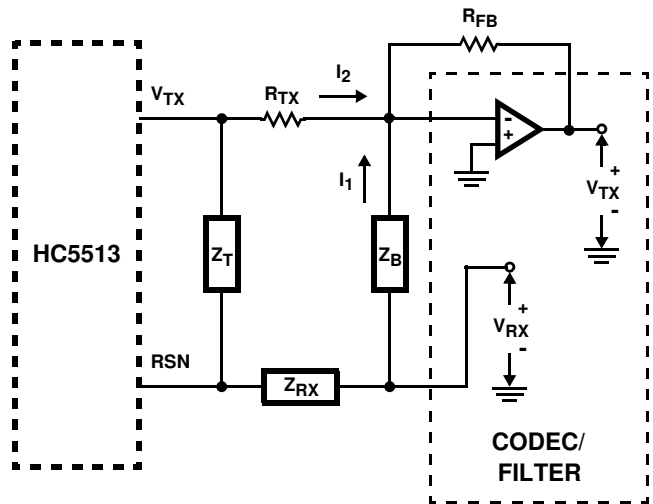 R_FB
I_2
V_TX
R_TX
-
+
I_1
+
V_TX
-
HC5513
Z_T
Z_B
+
V_RX
-
RSN
Z_RX
CODEC/
FILTER